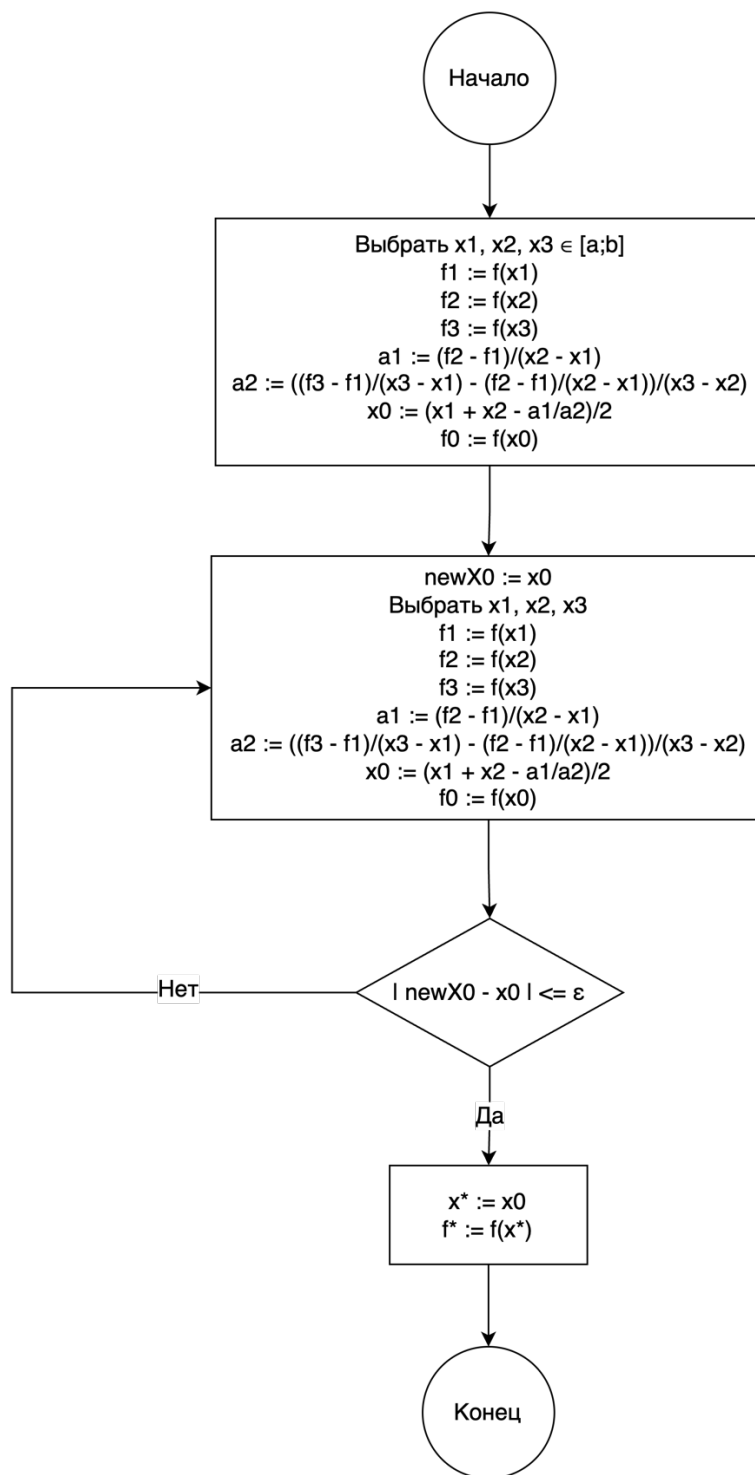 Начало
Выбрать x1, x2, x3 ∈ [a;b]
f1 := f(x1)
f2 := f(x2)
f3 := f(x3)
a1 := (f2 - f1)/(x2 - x1)
a2 := ((f3 - f1)/(x3 - x1) - (f2 - f1)/(x2 - x1))/(x3 - x2)
x0 := (x1 + x2 - a1/a2)/2
f0 := f(x0)
newX0 := x0
Выбрать x1, x2, x3
f1 := f(x1)
f2 := f(x2)
f3 := f(x3)
a1 := (f2 - f1)/(x2 - x1)
a2 := ((f3 - f1)/(x3 - x1) - (f2 - f1)/(x2 - x1))/(x3 - x2)
x0 := (x1 + x2 - a1/a2)/2
f0 := f(x0)
Нет
| newX0 - x0 | <= ε
Да
x* := x0
f* := f(x*)
Конец